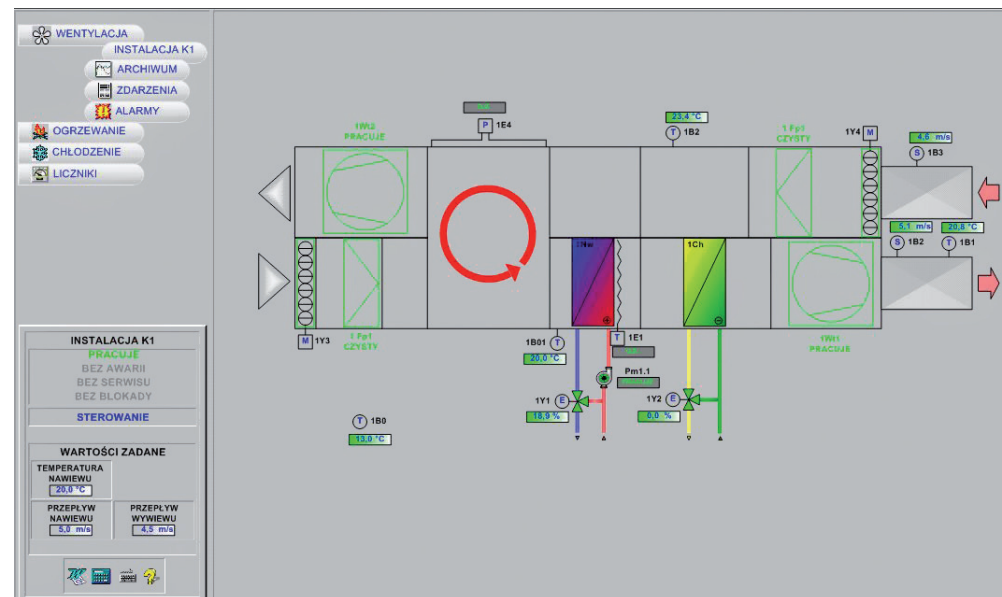 WENTYLACJA
INSTALACJA K1
ARCHIWUM
ZDARZENIA
ALARMY
OGRZEWANIE
CHŁODZENIE
LICZNIKI
INSTALACJA K1
PRACUJE
BEZ AWARII
BEZ SERWISU
BEZ BLOKADY
STEROWANIE
WARTOŚCI ZADANE
TEMPERATURA
NAWIEWU
20,0 °C
PRZEPŁYW
NAWIEWU
5,0 m/s
PRZEPŁYW
WYWIEWU
4,5 m/s
1Wt2
PRACUJE
P 1E4
23,4 °C
T 1B2
1 Fp1
CZYSTY
1Y4 M
4,6 m/s
S 1B3
5,1 m/s
20,8 °C
S 1B2
T 1B1
1Nw
1Ch
M 1Y3
1 Fp1
CZYSTY
1B01 T
20,0 °C
T 1E1
Pm1.1
1Y1 E
18,9 %
1Y2 E
0,0 %
1Wt1
PRACUJE
T 1B0
13,0 °C